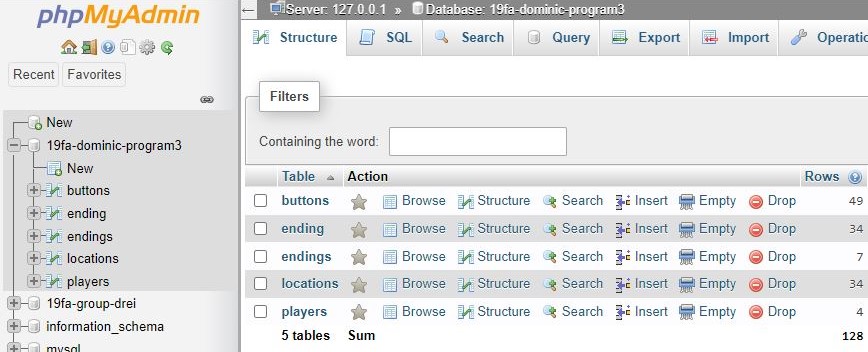 phpMyAdmin
Recent Favorites
New
19fa-dominic-program3
New
buttons
ending
endings
locations
players
19fa-group-drei
information_schema
mysql
Server: 127.0.0.1 » Database: 19fa-dominic-program3
Structure SQL Search Query Export Import Operatio
Filters
Containing the word:
Table Action Rows
buttons Browse Structure Search Insert Empty Drop 49
ending Browse Structure Search Insert Empty Drop 34
endings Browse Structure Search Insert Empty Drop 7
locations Browse Structure Search Insert Empty Drop 34
players Browse Structure Search Insert Empty Drop 4
5 tables Sum 128